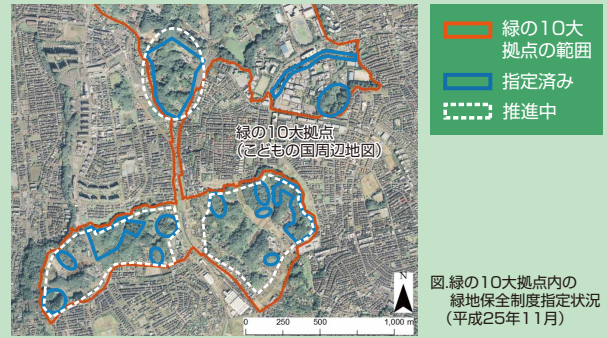 緑の10大
拠点の範囲
指定済み
推進中
緑の10大拠点
（こどもの国周辺地図）
N
0 250 500 1,000 m
図.緑の10大拠点内の
緑地保全制度指定状況
（平成25年11月）